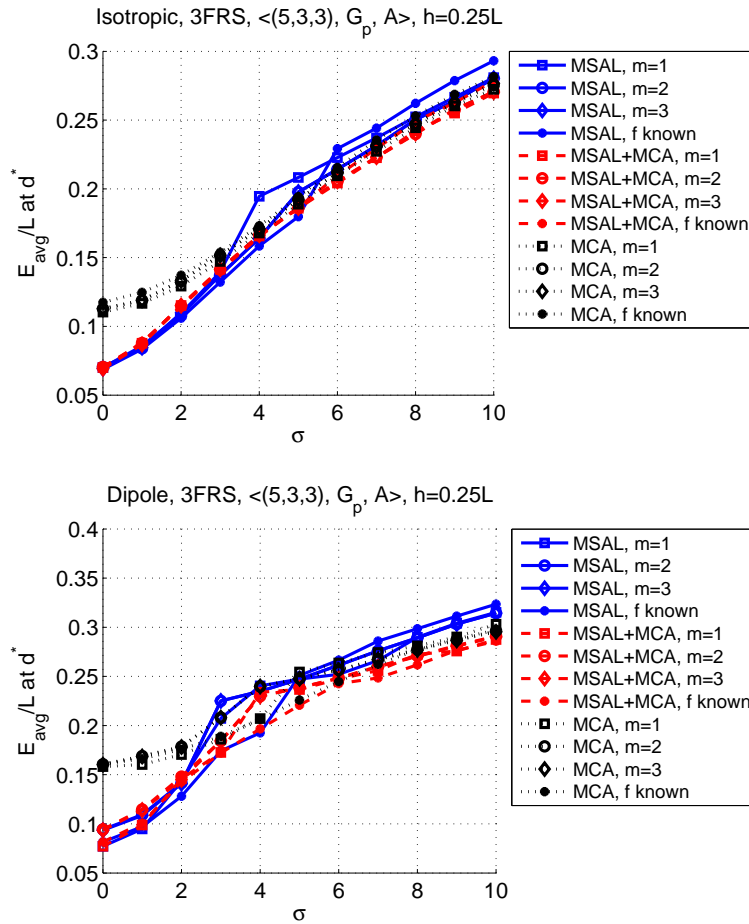 Isotropic, 3FRS, <(5,3,3), G_p, A>, h=0.25L
E_avg/L at d^*
0.3
0.25
0.2
0.15
0.1
0.05
0
2
4
6
8
10
σ
MSAL, m=1
MSAL, m=2
MSAL, m=3
MSAL, f known
MSAL+MCA, m=1
MSAL+MCA, m=2
MSAL+MCA, m=3
MSAL+MCA, f known
MCA, m=1
MCA, m=2
MCA, m=3
MCA, f known
Dipole, 3FRS, <(5,3,3), G_p, A>, h=0.25L
E_avg/L at d^*
0.4
0.35
0.3
0.25
0.2
0.15
0.1
0.05
0
2
4
6
8
10
σ
MSAL, m=1
MSAL, m=2
MSAL, m=3
MSAL, f known
MSAL+MCA, m=1
MSAL+MCA, m=2
MSAL+MCA, m=3
MSAL+MCA, f known
MCA, m=1
MCA, m=2
MCA, m=3
MCA, f known